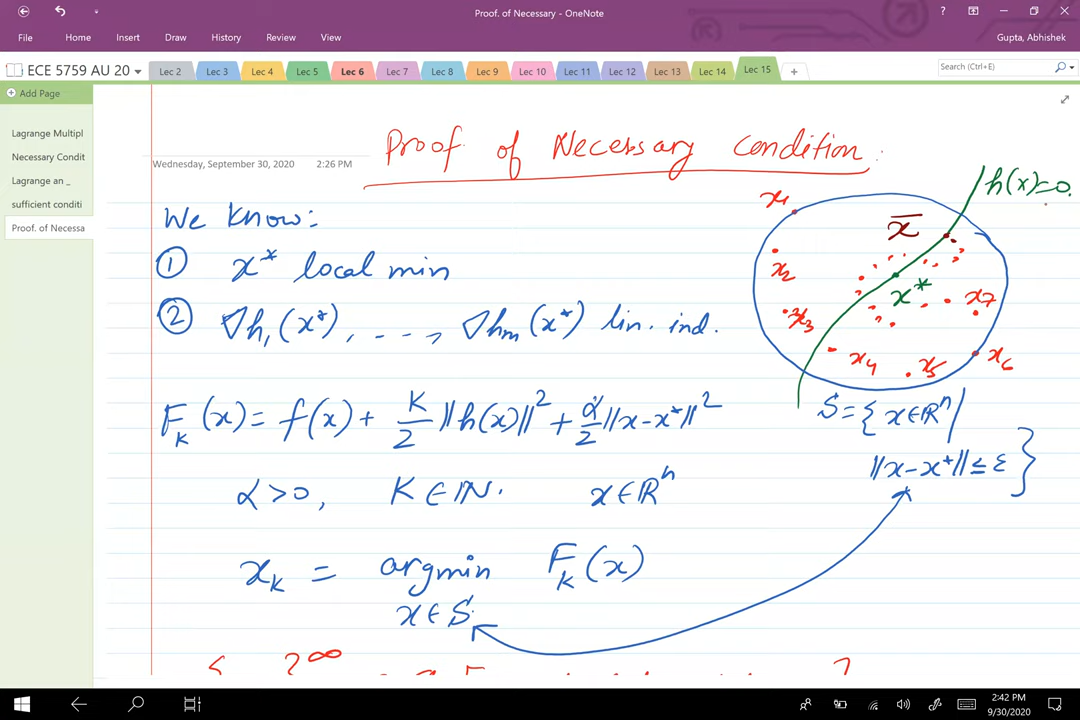 Proof. of Necessary - OneNote
?
Gupta, Abhishek
File Home Insert Draw History Review View
ECE 5759 AU 20
Lec 2 Lec 3 Lec 4 Lec 5 Lec 6 Lec 7 Lec 8 Lec 9 Lec 10 Lec 11 Lec 12 Lec 13 Lec 14 Lec 15 +
Search (Ctrl+E)
Add Page
Lagrange Multipl
Necessary Condit
Lagrange an _
sufficient conditi
Proof. of Necessa
Proof of Necessary condition.
Wednesday, September 30, 2020 2:26 PM
We know:
① x* local min
② ∇h₁(x*), ...., ∇hₘ(x*) lin. ind.
F_k(x) = f(x) + K/2 ||h(x)||² + α/2 ||x-x*||²
α > 0, K ∈ ℕ. x ∈ ℝⁿ
x_k = argmin F_k(x)
x ∈ S
h(x)=0.
x₁
x̄
x₂
x*
x₃
x₇
x₄
x₅
x₆
S = { x ∈ ℝⁿ |
||x-x*|| ≤ ε }
2:42 PM
9/30/2020